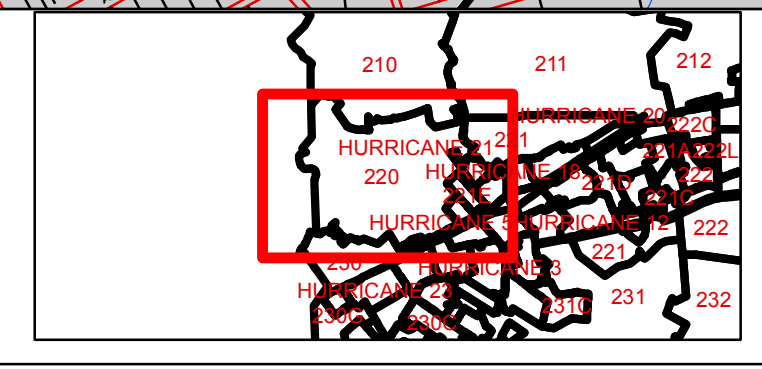 210
211
212
HURRICANE 20
222C
HURRICANE 21
221
221A
222L
HURRICANE 18
220
221D
222
221E
221C
HURRICANE 5
HURRICANE 12
222
221
230
HURRICANE 3
HURRICANE 23
231C
231
232
230G
230C